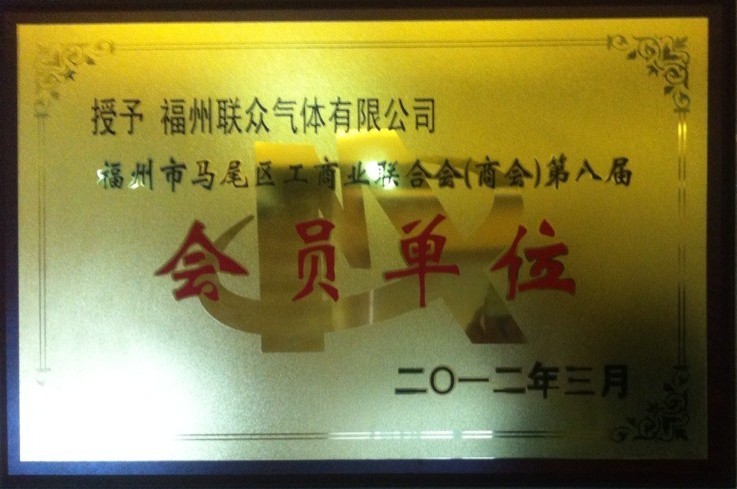 授予 福州联众气体有限公司
福州市马尾区工商业联合会(商会)第八届
会员单位
二〇一二年三月